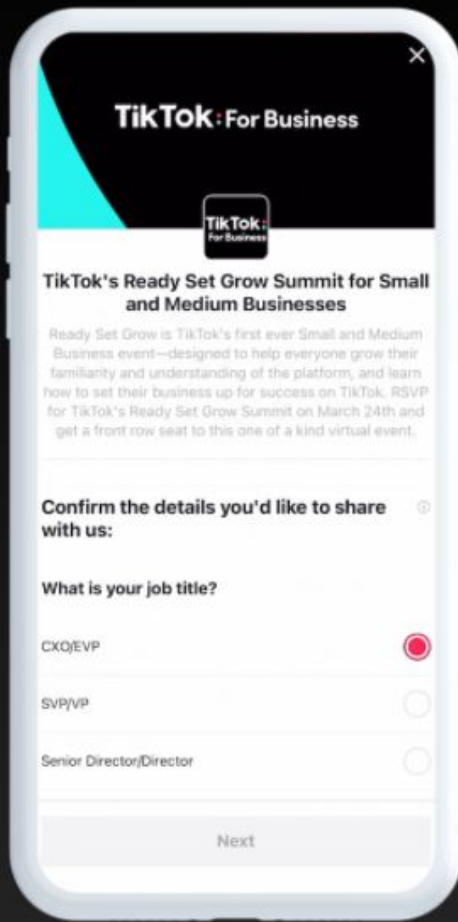 TikTok: For Business
TikTok:
For Business
TikTok's Ready Set Grow Summit for Small
and Medium Businesses
Ready Set Grow is TikTok's first ever Small and Medium
Business event—designed to help everyone grow their
familiarity and understanding of the platform, and learn
how to set their business up for success on TikTok. RSVP
for TikTok's Ready Set Grow Summit on March 24th and
get a front row seat to this one of a kind virtual event.
Confirm the details you'd like to share
with us:
What is your job title?
CXO/EVP
SVP/VP
Senior Director/Director
Next